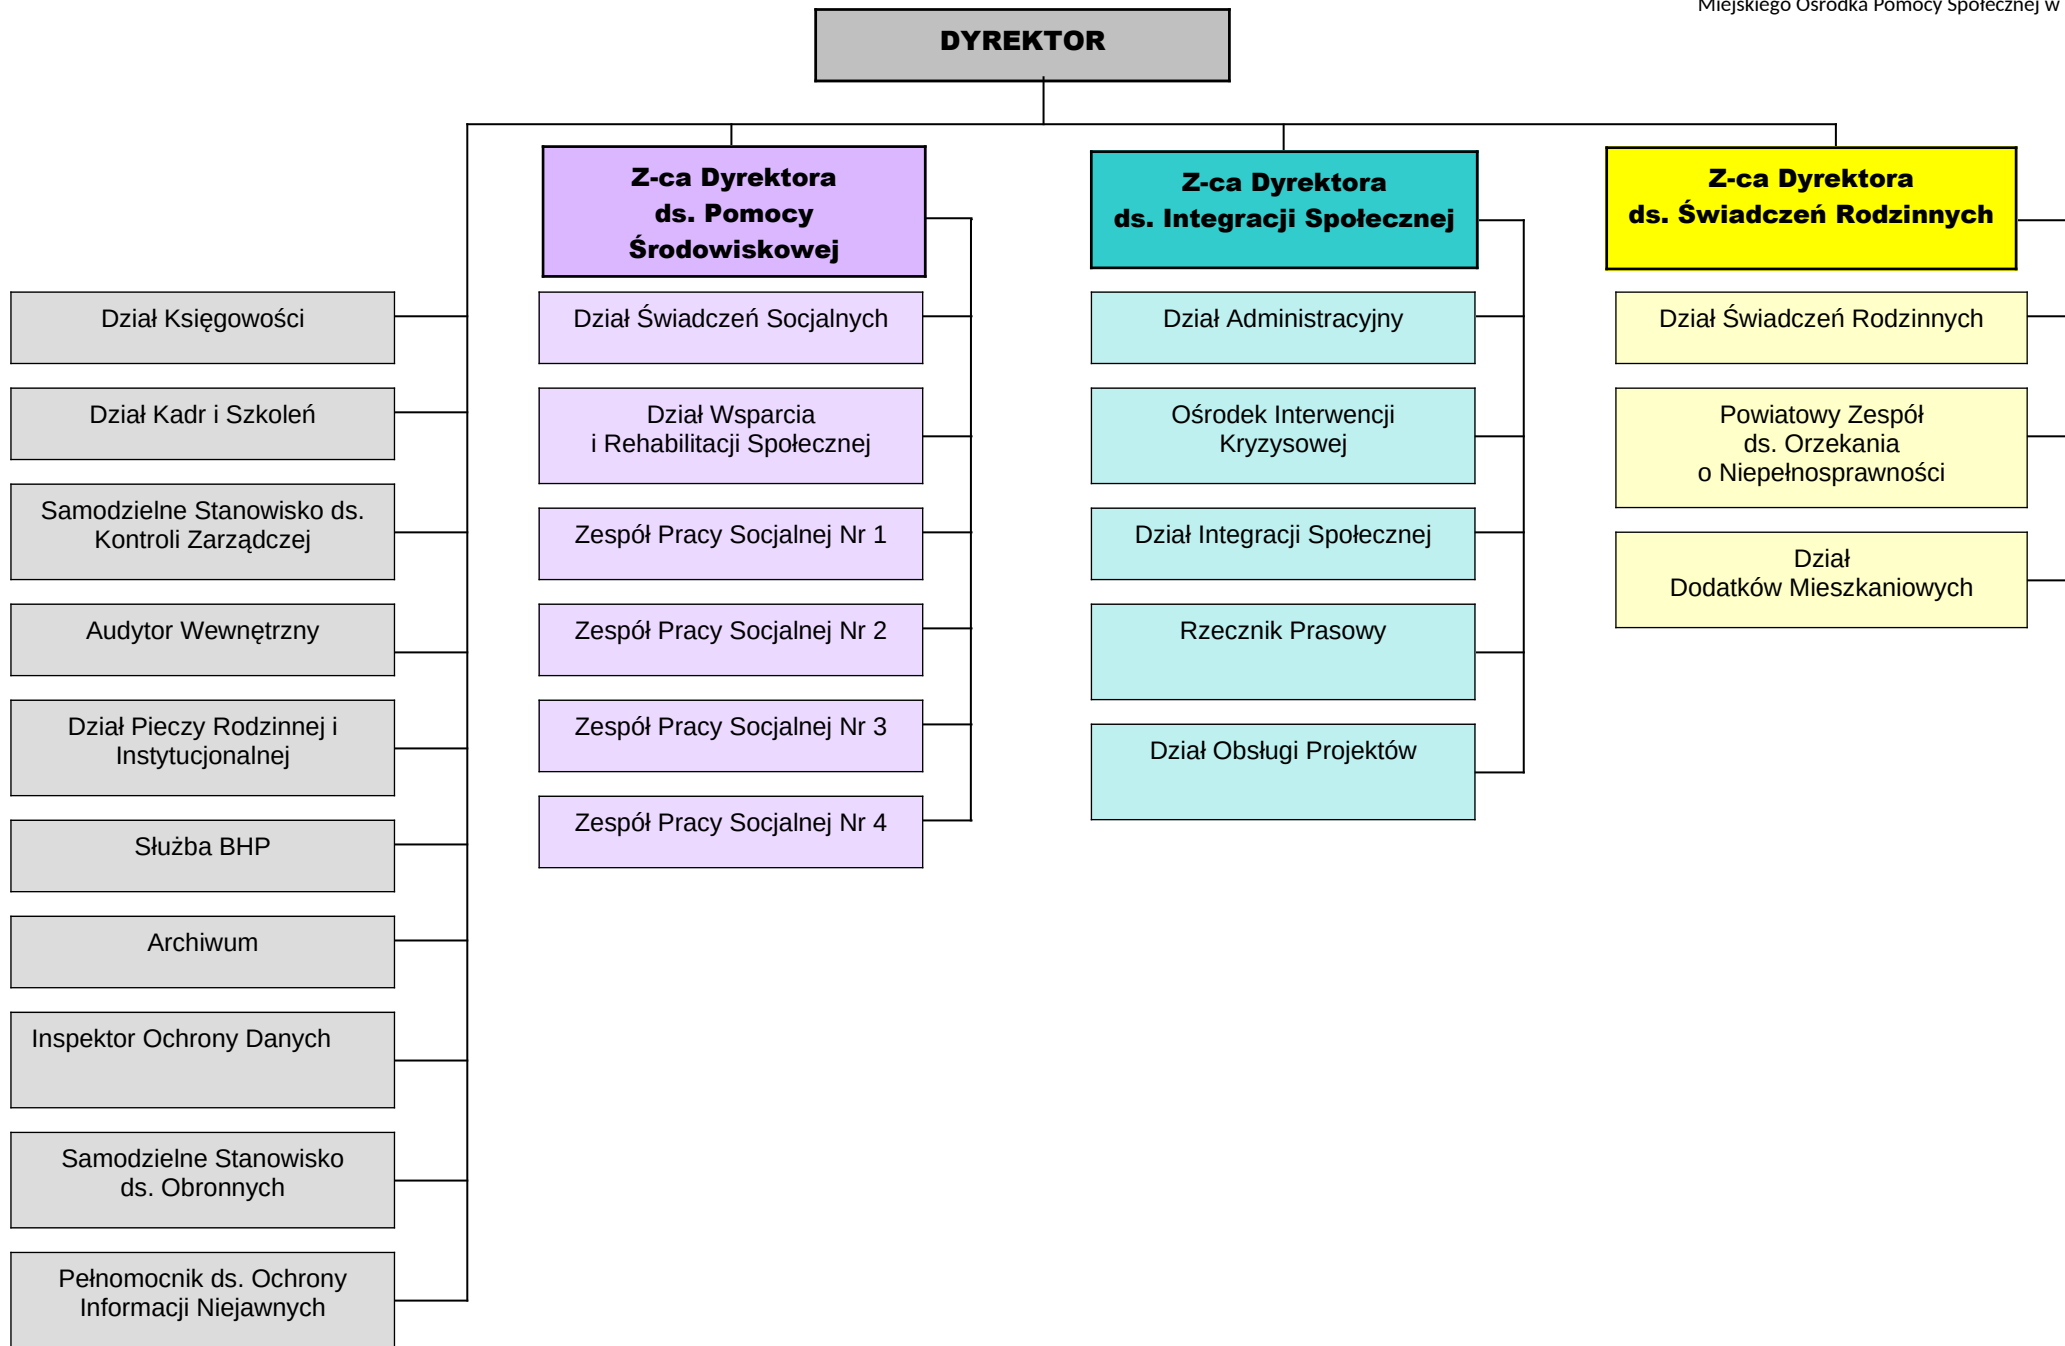 Miejskiego Ośrodka Pomocy Społecznej w
DYREKTOR
Z-ca Dyrektora
ds. Pomocy
Środowiskowej
Z-ca Dyrektora
ds. Integracji Społecznej
Z-ca Dyrektora
ds. Świadczeń Rodzinnych
Dział Księgowości
Dział Kadr i Szkoleń
Samodzielne Stanowisko ds.
Kontroli Zarządczej
Audytor Wewnętrzny
Dział Pieczy Rodzinnej i
Instytucjonalnej
Służba BHP
Archiwum
Inspektor Ochrony Danych
Samodzielne Stanowisko
ds. Obronnych
Pełnomocnik ds. Ochrony
Informacji Niejawnych
Dział Świadczeń Socjalnych
Dział Wsparcia
i Rehabilitacji Społecznej
Zespół Pracy Socjalnej Nr 1
Zespół Pracy Socjalnej Nr 2
Zespół Pracy Socjalnej Nr 3
Zespół Pracy Socjalnej Nr 4
Dział Administracyjny
Ośrodek Interwencji
Kryzysowej
Dział Integracji Społecznej
Rzecznik Prasowy
Dział Obsługi Projektów
Dział Świadczeń Rodzinnych
Powiatowy Zespół
ds. Orzekania
o Niepełnosprawności
Dział
Dodatków Mieszkaniowych